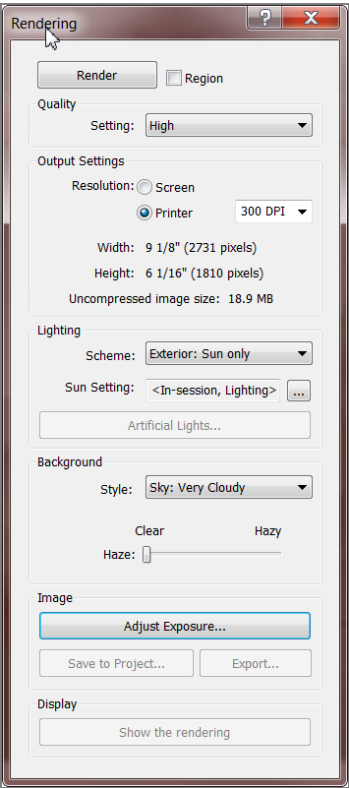 Rendering
Render Region
Quality
Setting: High
Output Settings
Resolution: Screen
Printer 300 DPI
Width: 9 1/8" (2731 pixels)
Height: 6 1/16" (1810 pixels)
Uncompressed image size: 18.9 MB
Lighting
Scheme: Exterior: Sun only
Sun Setting: <In-session, Lighting> ...
Artificial Lights...
Background
Style: Sky: Very Cloudy
Clear Hazy
Haze:
Image
Adjust Exposure...
Save to Project... Export...
Display
Show the rendering